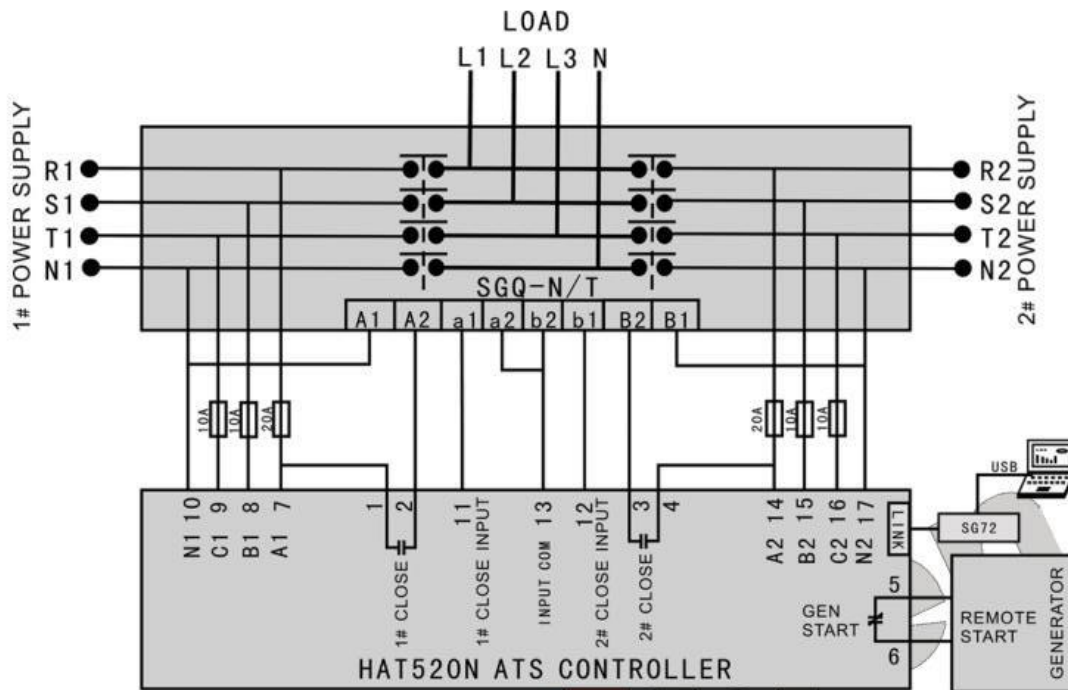 LOAD
L1 L2 L3 N
1# POWER SUPPLY
R1
S1
T1
N1
R2
S2
T2
N2
2# POWER SUPPLY
SGQ-N/T
A1 A2 a1 a2 b2 b1 B2 B1
10A 10A 20A
20A 10A 10A
USB
N1 10
C1 9
B1 8
A1 7
1
2
1# CLOSE
11
1# CLOSE INPUT
INPUT COM 13
12
2# CLOSE INPUT
3
2# CLOSE
4
A2 14
B2 15
C2 16
N2 17
LINK
SG72
5
GEN START
6
REMOTE START
GENERATOR
HAT520N ATS CONTROLLER